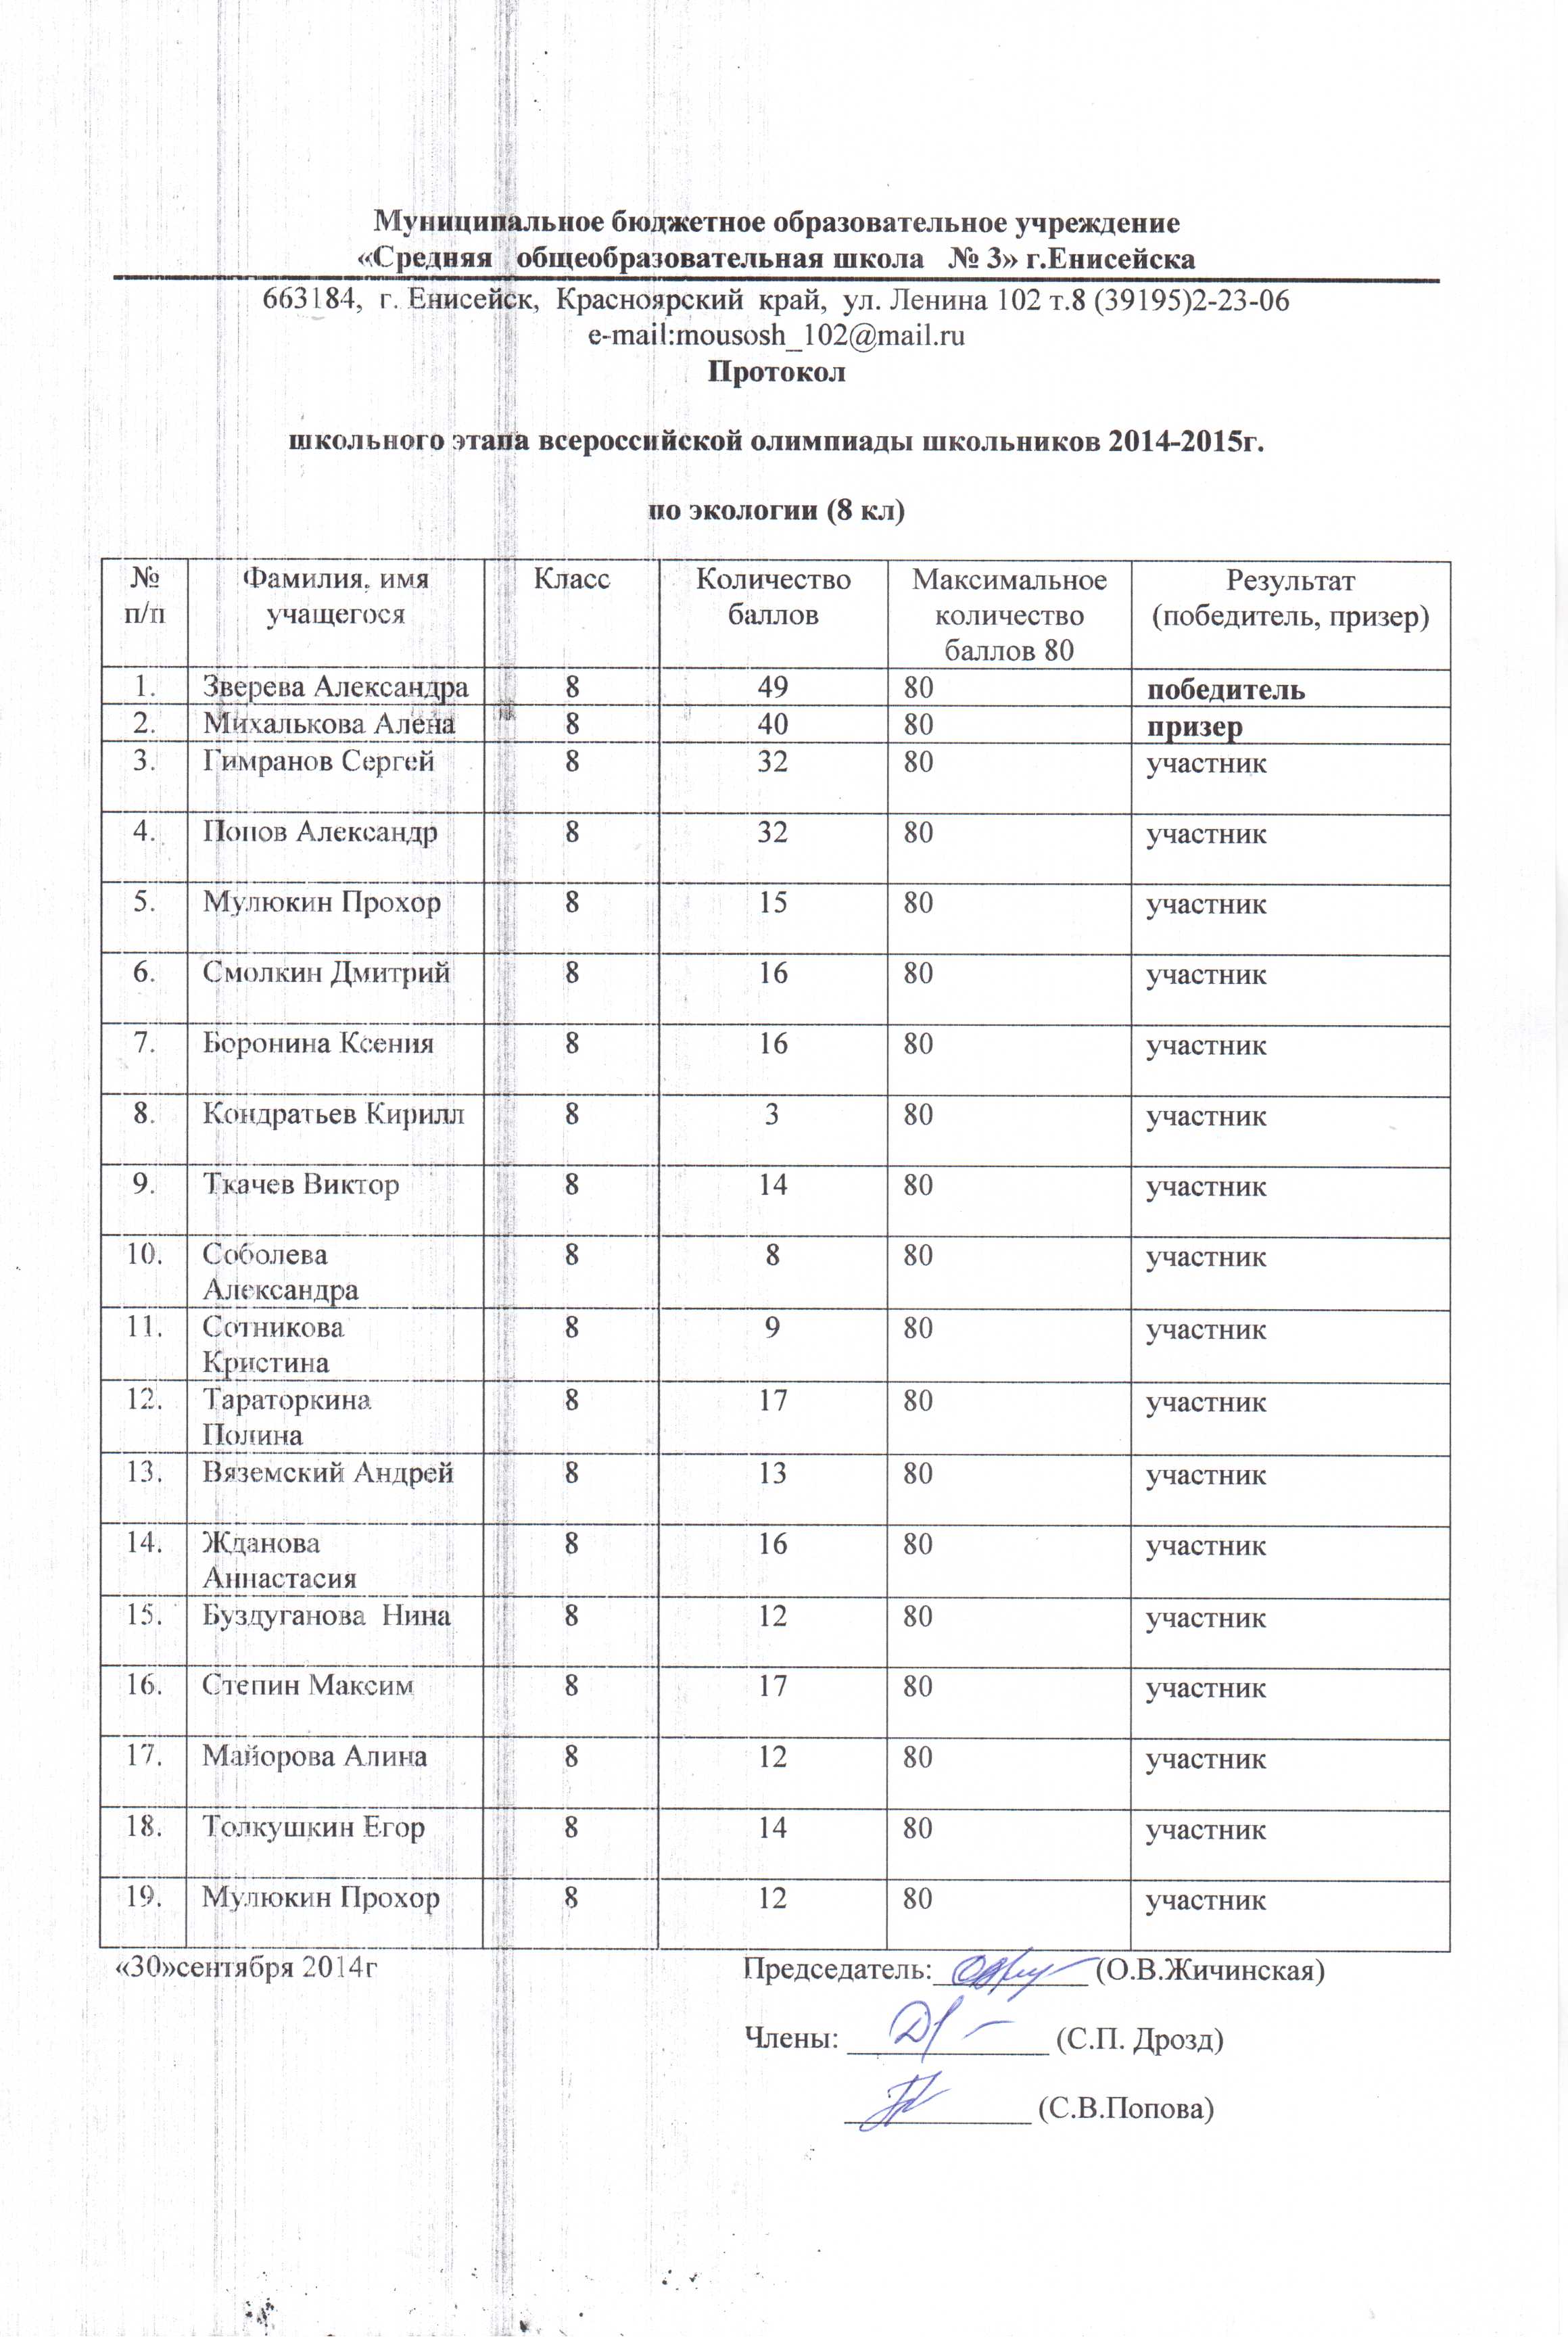 Муниципальное бюджетное образовательное учреждение
«Средняя общеобразовательная школа № 3» г.Енисейска
663184, г. Енисейск, Красноярский край, ул. Ленина 102 т.8 (39195)2-23-06
e-mail:mousosh_102@mail.ru
Протокол
школьного этапа всероссийской олимпиады школьников 2014-2015г.
по экологии (8 кл)
№ п/п Фамилия, имя учащегося Класс Количество баллов Максимальное количество баллов 80 Результат (победитель, призер)
1. Зверева Александра 8 49 80 победитель
2. Михалькова Алена 8 40 80 призер
3. Гимранов Сергей 8 32 80 участник
4. Попов Александр 8 32 80 участник
5. Мулюкин Прохор 8 15 80 участник
6. Смолкин Дмитрий 8 16 80 участник
7. Боронина Ксения 8 16 80 участник
8. Кондратьев Кирилл 8 3 80 участник
9. Ткачев Виктор 8 14 80 участник
10. Соболева Александра 8 8 80 участник
11. Сотникова Кристина 8 9 80 участник
12. Тараторкина Полина 8 17 80 участник
13. Вяземский Андрей 8 13 80 участник
14. Жданова Аннастасия 8 16 80 участник
15. Буздуганова Нина 8 12 80 участник
16. Степин Максим 8 17 80 участник
17. Майорова Алина 8 12 80 участник
18. Толкушкин Егор 8 14 80 участник
19. Мулюкин Прохор 8 12 80 участник
«30»сентября 2014г Председатель:__________ (О.В.Жичинская)
Члены: _____________ (С.П. Дрозд)
____________ (С.В.Попова)